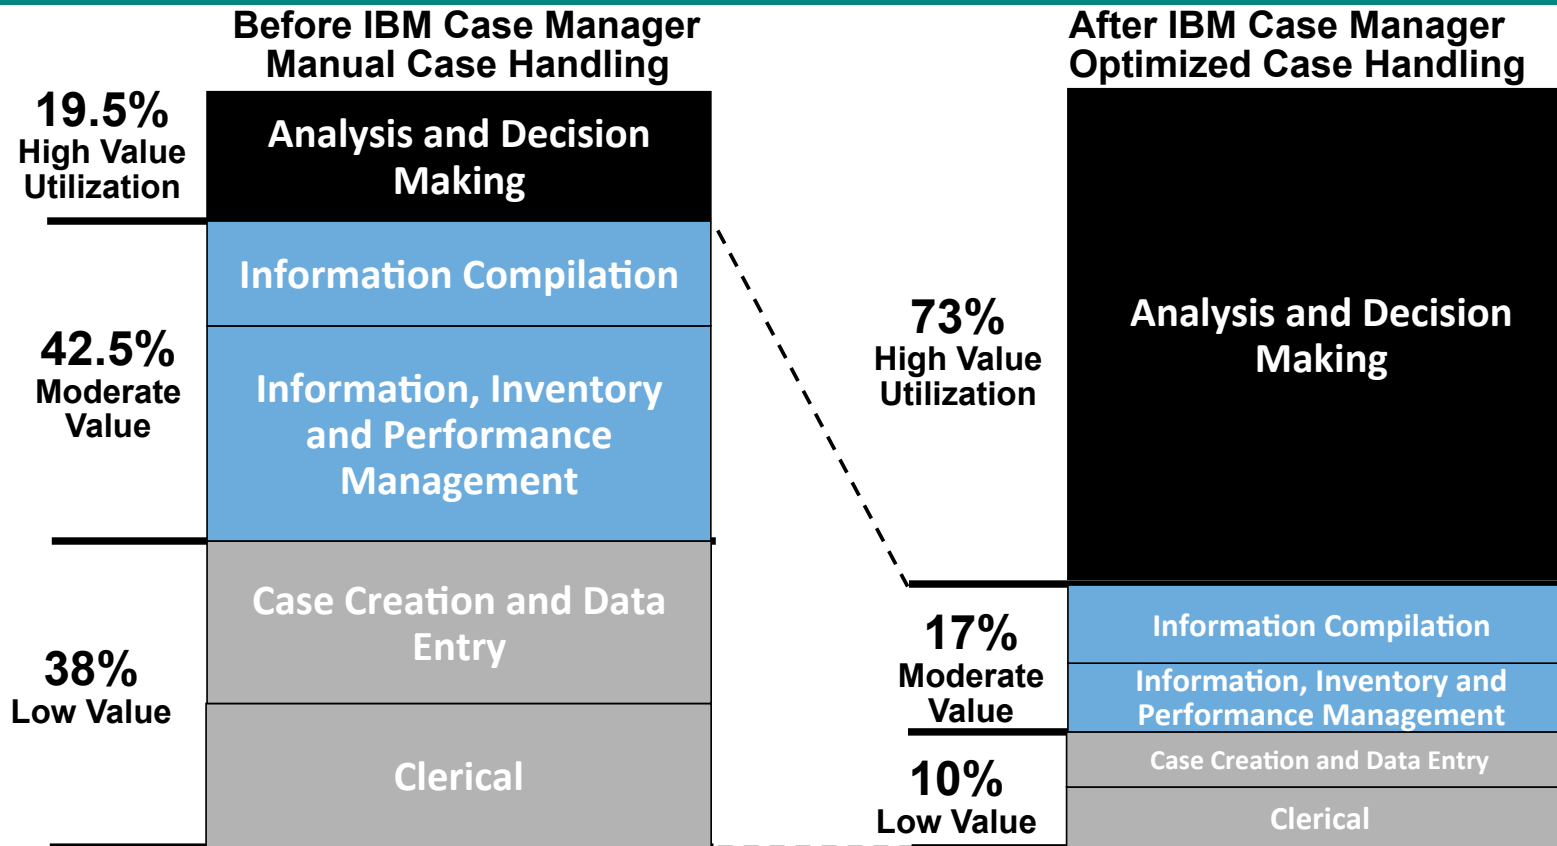 Before IBM Case Manager
Manual Case Handling
19.5%
High Value
Utilization
Analysis and Decision
Making
Information Compilation
42.5%
Moderate
Value
Information, Inventory
and Performance
Management
38%
Low Value
Case Creation and Data
Entry
Clerical
After IBM Case Manager
Optimized Case Handling
73%
High Value
Utilization
Analysis and Decision
Making
17%
Moderate
Value
Information Compilation
Information, Inventory and
Performance Management
10%
Low Value
Case Creation and Data Entry
Clerical